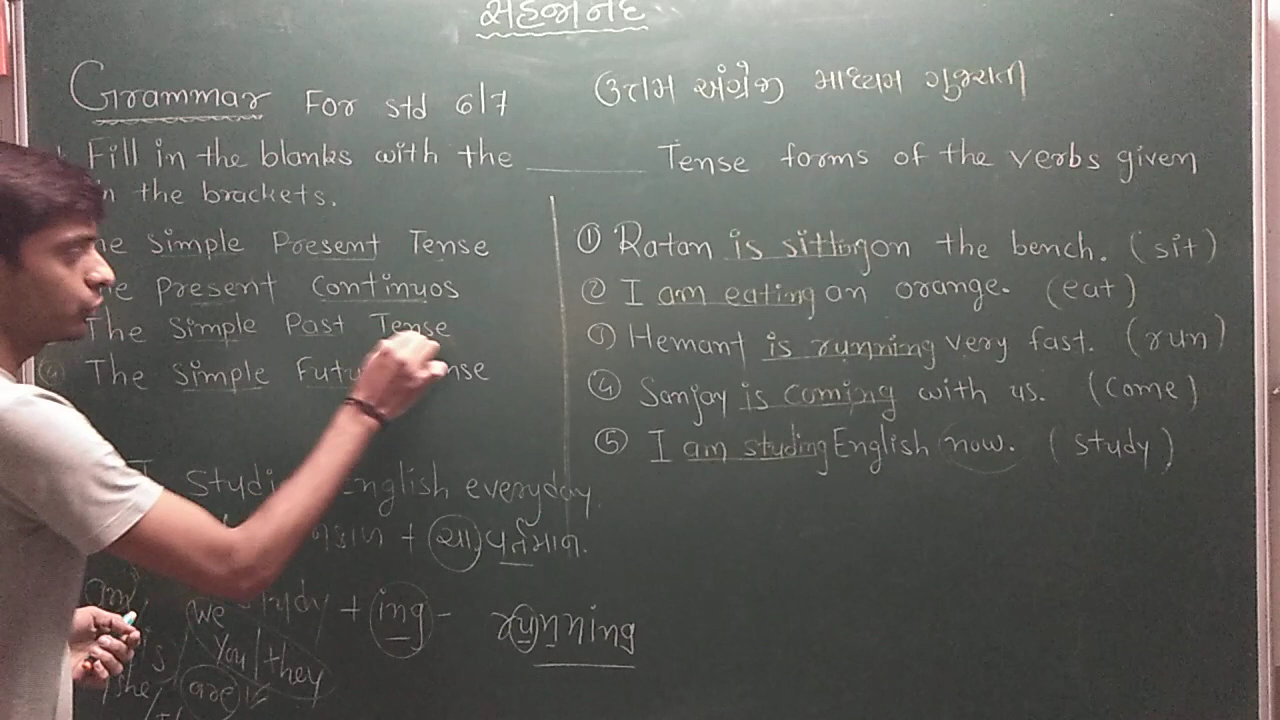 સહજાનંદ
Grammar For std 6/7
ઉત્તમ અંગ્રેજી માધ્યમ ગુજરાતી
Fill in the blanks with the ______ Tense forms of the verbs given
in the brackets.
The Simple Present Tense
The Present Continuos
The Simple Past Tense
④ The Simple Future Tense
① Ratan is sitting on the bench. (sit)
② I am eating an orange. (eat)
③ Hemant is running very fast. (run)
④ Sanjay is coming with us. (come)
⑤ I am studing English now. (study)
I English everyday.
+ ચાલુ વર્તમાન.
am study + ing - running
we
You/they
is
she are